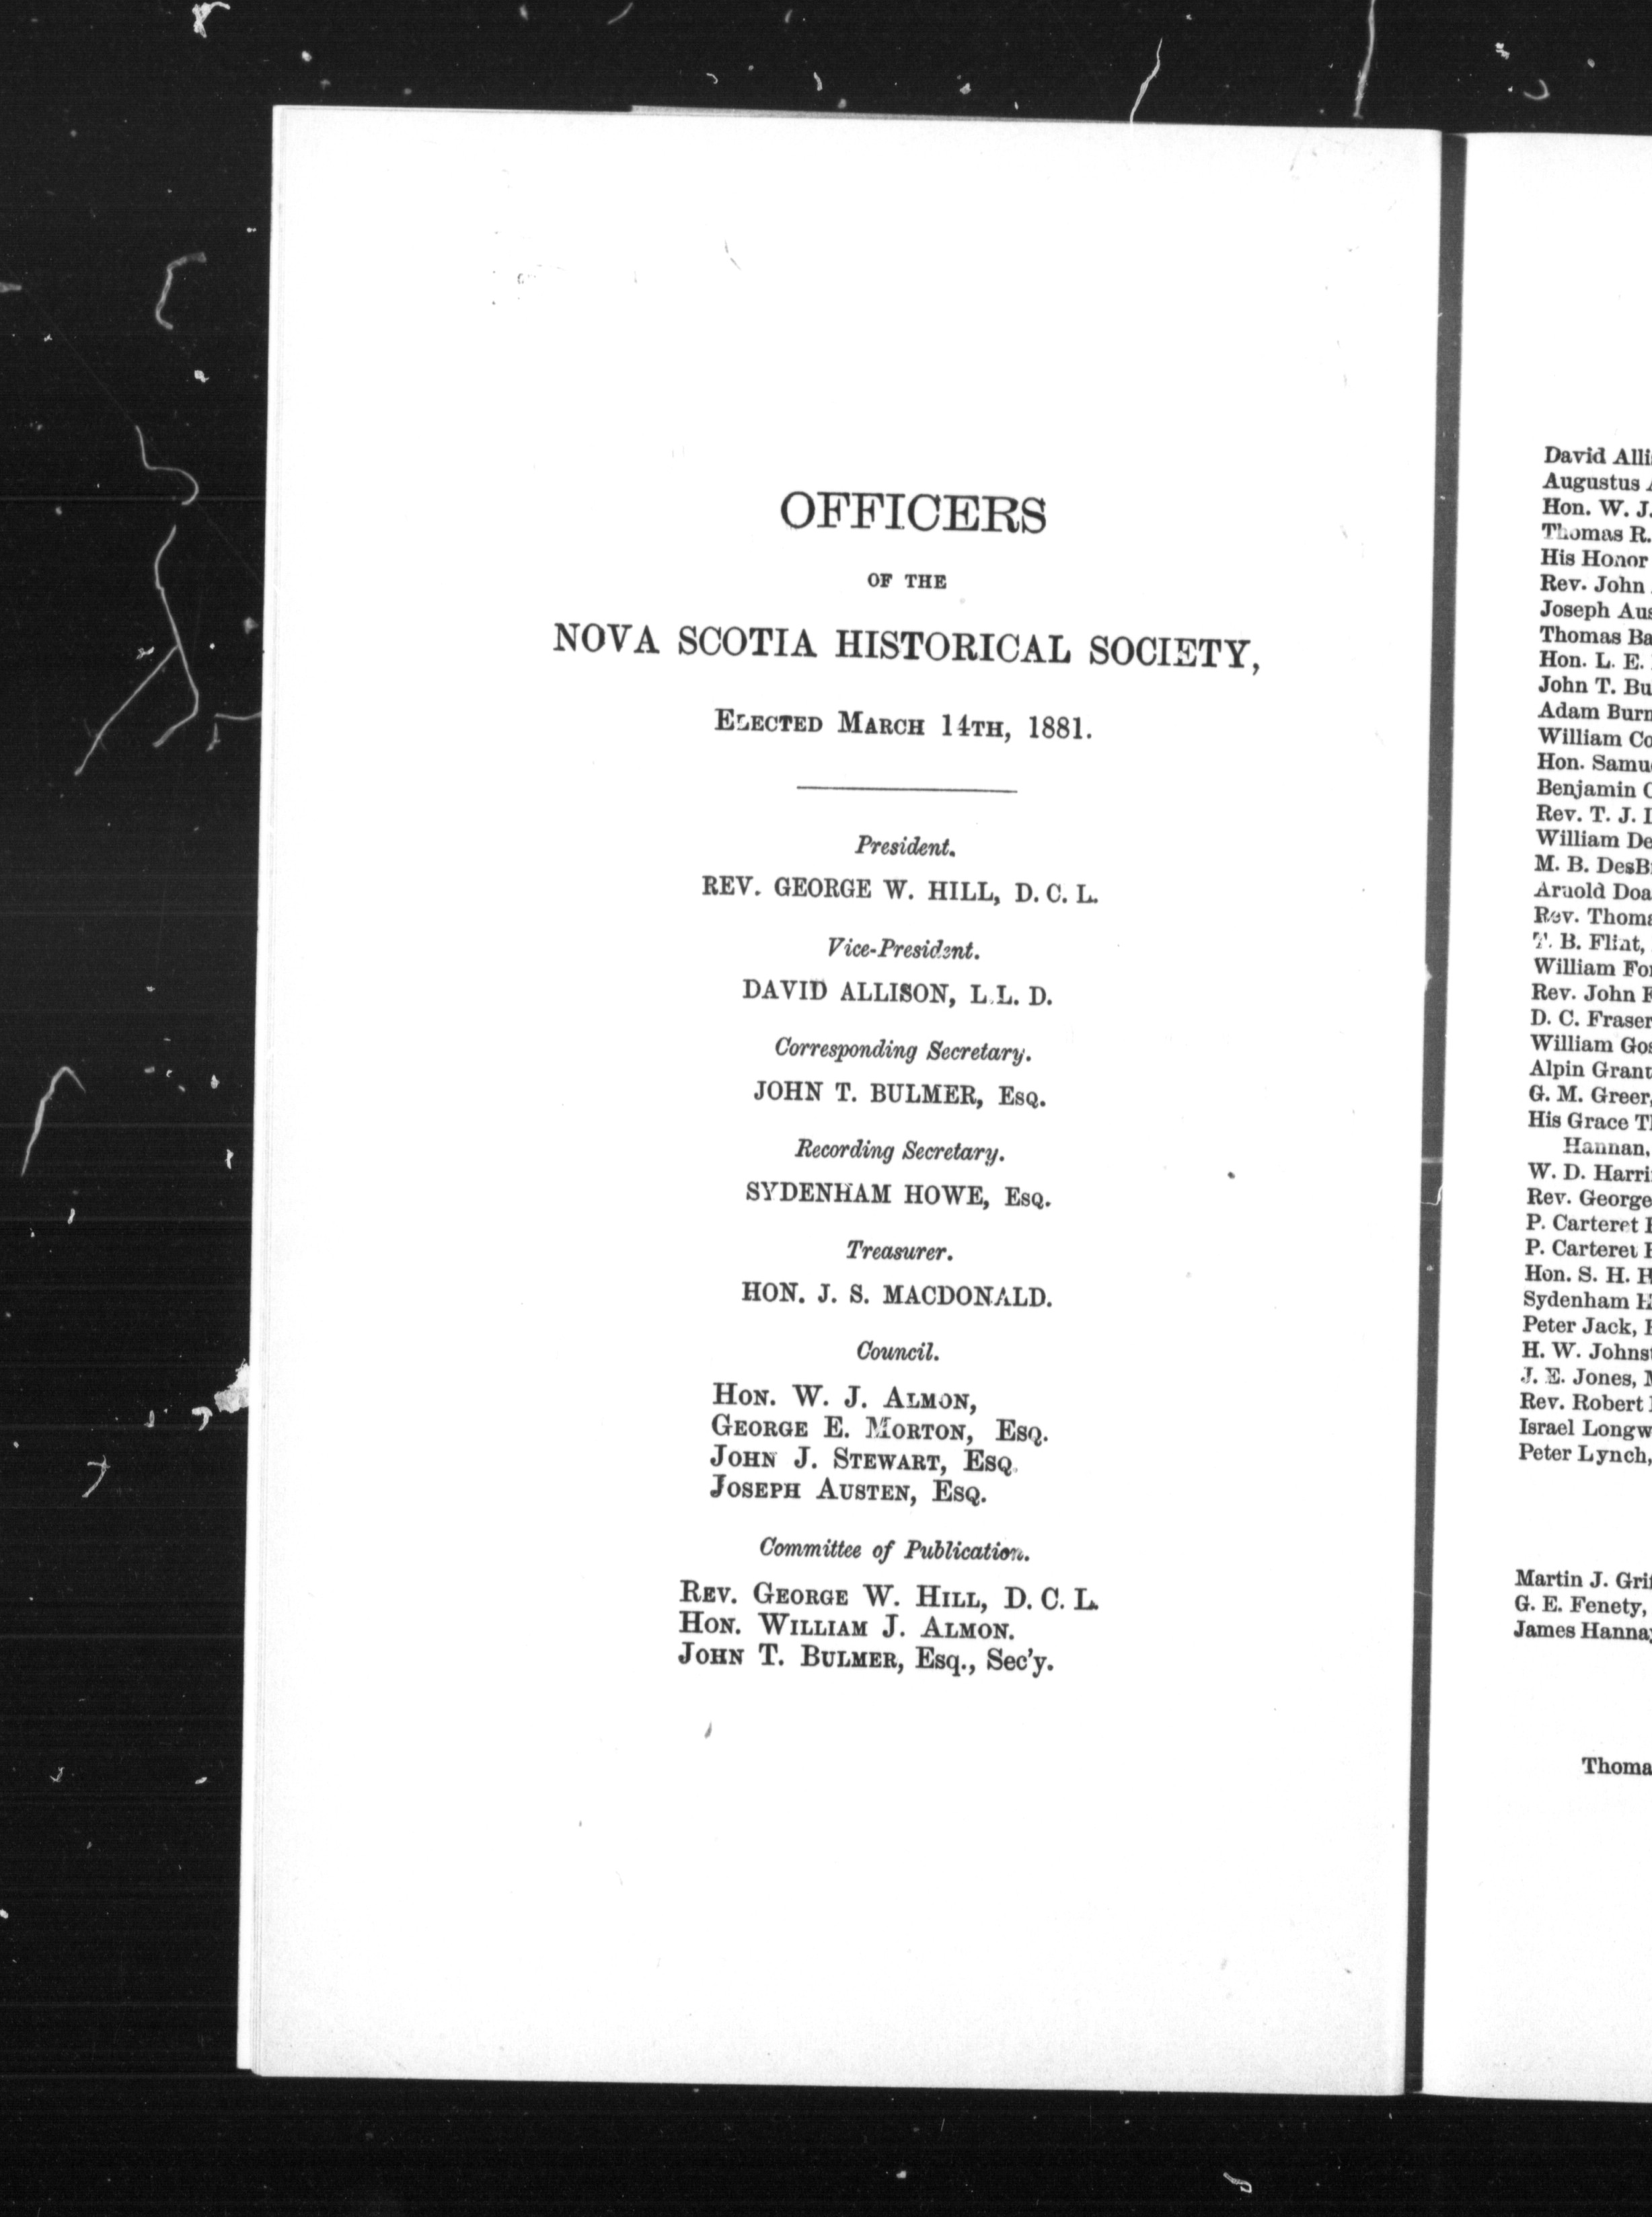 OFFICERS
OF THE
NOVA SCOTIA HISTORICAL SOCIETY,
ELECTED MARCH 14TH, 1881.
President.
REV. GEORGE W. HILL, D. C. L.
Vice-President.
DAVID ALLISON, L.L. D.
Corresponding Secretary.
JOHN T. BULMER, ESQ.
Recording Secretary.
SYDENHAM HOWE, ESQ.
Treasurer.
HON. J. S. MACDONALD.
Council.
HON. W. J. ALMON,
GEORGE E. MORTON, ESQ.
JOHN J. STEWART, ESQ.
JOSEPH AUSTEN, ESQ.
Committee of Publication.
REV. GEORGE W. HILL, D. C. L.
HON. WILLIAM J. ALMON.
JOHN T. BULMER, Esq., Sec'y.
David
Augustus
Hon. W. J.
Thomas R.
His Honor
Rev. John
Joseph
Thomas
Hon. L. E.
John T.
Adam
William
Hon.
Benjamin
Rev. T. J.
William
M. B.
Arnold
Rev.
T. B. Flint,
William
Rev. John
D. C. Fraser
William
Alpin Grant
G. M. Greer,
His Grace
Hannan,
W. D.
Rev. George
P. Carteret
P. Carteret
Hon. S. H.
Sydenham
Peter Jack,
H. W.
J. E. Jones,
Rev. Robert
Israel
Peter Lynch,
Martin J.
G. E. Fenety,
James